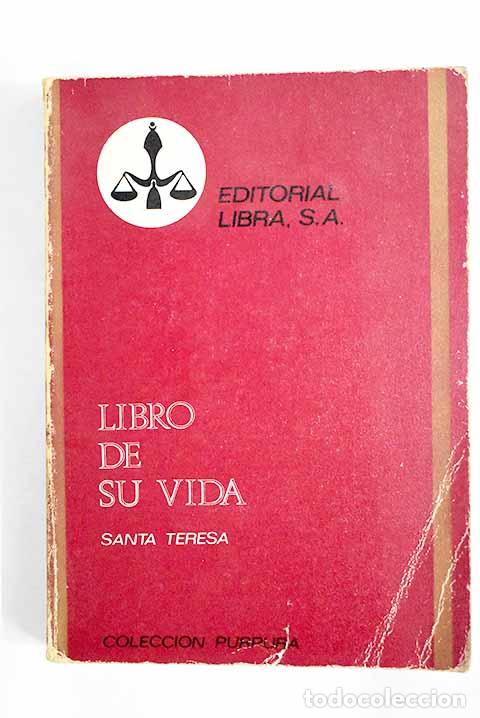 EDITORIAL
LIBRA, S.A.
LIBRO
DE
SU VIDA
SANTA TERESA
COLECCION PURPURA
todocoleccion